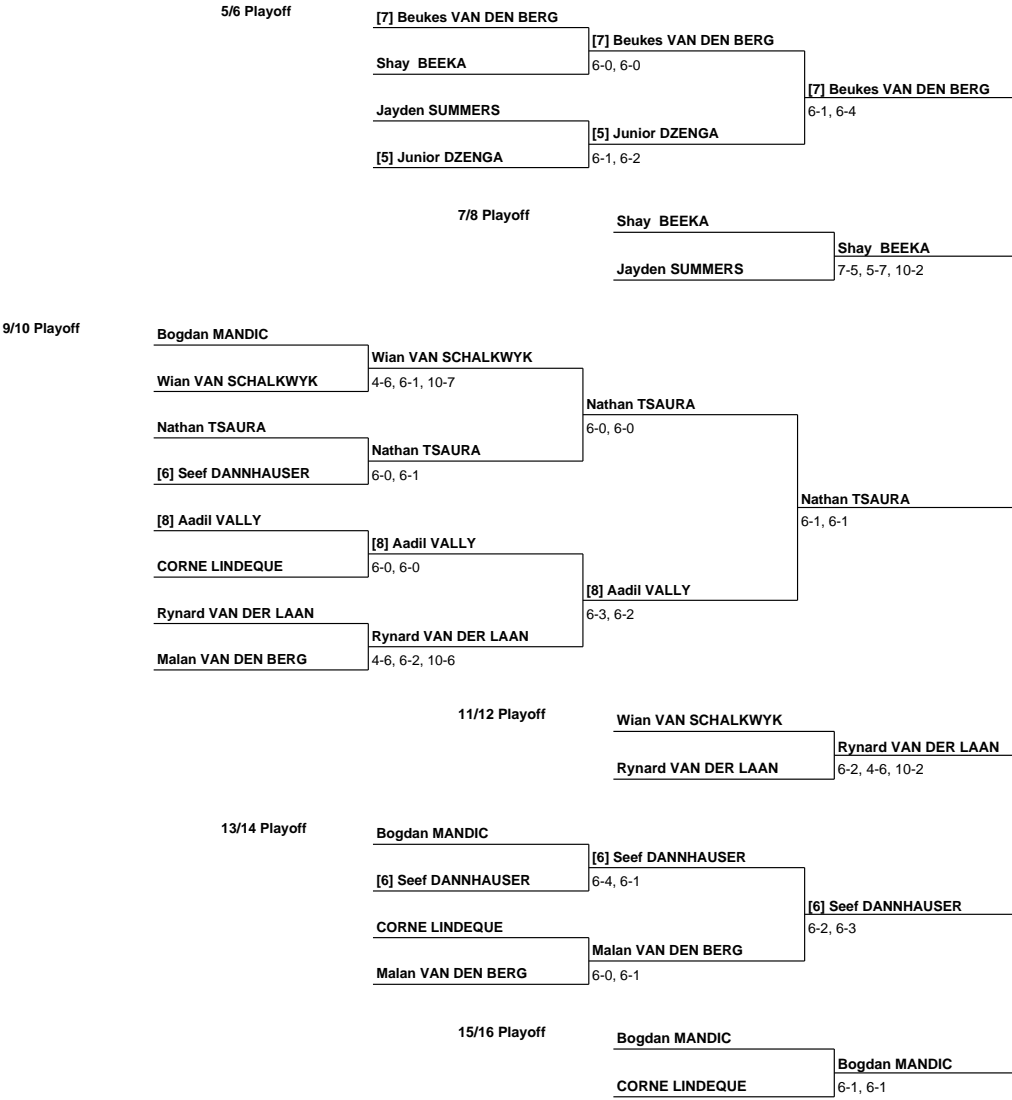 5/6 Playoff
[7] Beukes VAN DEN BERG
[7] Beukes VAN DEN BERG
Shay  BEEKA
6-0, 6-0
[7] Beukes VAN DEN BERG
Jayden SUMMERS
6-1, 6-4
[5] Junior DZENGA
[5] Junior DZENGA
6-1, 6-2
7/8 Playoff
Shay  BEEKA
Shay  BEEKA
Jayden SUMMERS
7-5, 5-7, 10-2
9/10 Playoff
Bogdan MANDIC
Wian VAN SCHALKWYK
Wian VAN SCHALKWYK
4-6, 6-1, 10-7
Nathan TSAURA
Nathan TSAURA
6-0, 6-0
Nathan TSAURA
[6] Seef DANNHAUSER
6-0, 6-1
Nathan TSAURA
[8] Aadil VALLY
6-1, 6-1
[8] Aadil VALLY
CORNE LINDEQUE
6-0, 6-0
[8] Aadil VALLY
Rynard VAN DER LAAN
6-3, 6-2
Rynard VAN DER LAAN
Malan VAN DEN BERG
4-6, 6-2, 10-6
11/12 Playoff
Wian VAN SCHALKWYK
Rynard VAN DER LAAN
Rynard VAN DER LAAN
6-2, 4-6, 10-2
13/14 Playoff
Bogdan MANDIC
[6] Seef DANNHAUSER
[6] Seef DANNHAUSER
6-4, 6-1
[6] Seef DANNHAUSER
CORNE LINDEQUE
6-2, 6-3
Malan VAN DEN BERG
Malan VAN DEN BERG
6-0, 6-1
15/16 Playoff
Bogdan MANDIC
Bogdan MANDIC
CORNE LINDEQUE
6-1, 6-1